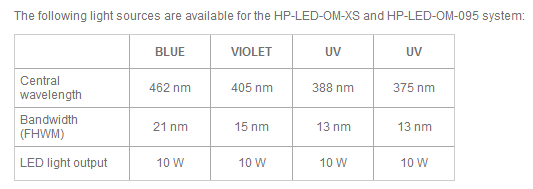 The following light sources are available for the HP-LED-OM-XS and HP-LED-OM-095 system:
BLUE VIOLET UV UV
Central wavelength 462 nm 405 nm 388 nm 375 nm
Bandwidth (FHWM) 21 nm 15 nm 13 nm 13 nm
LED light output 10 W 10 W 10 W 10 W